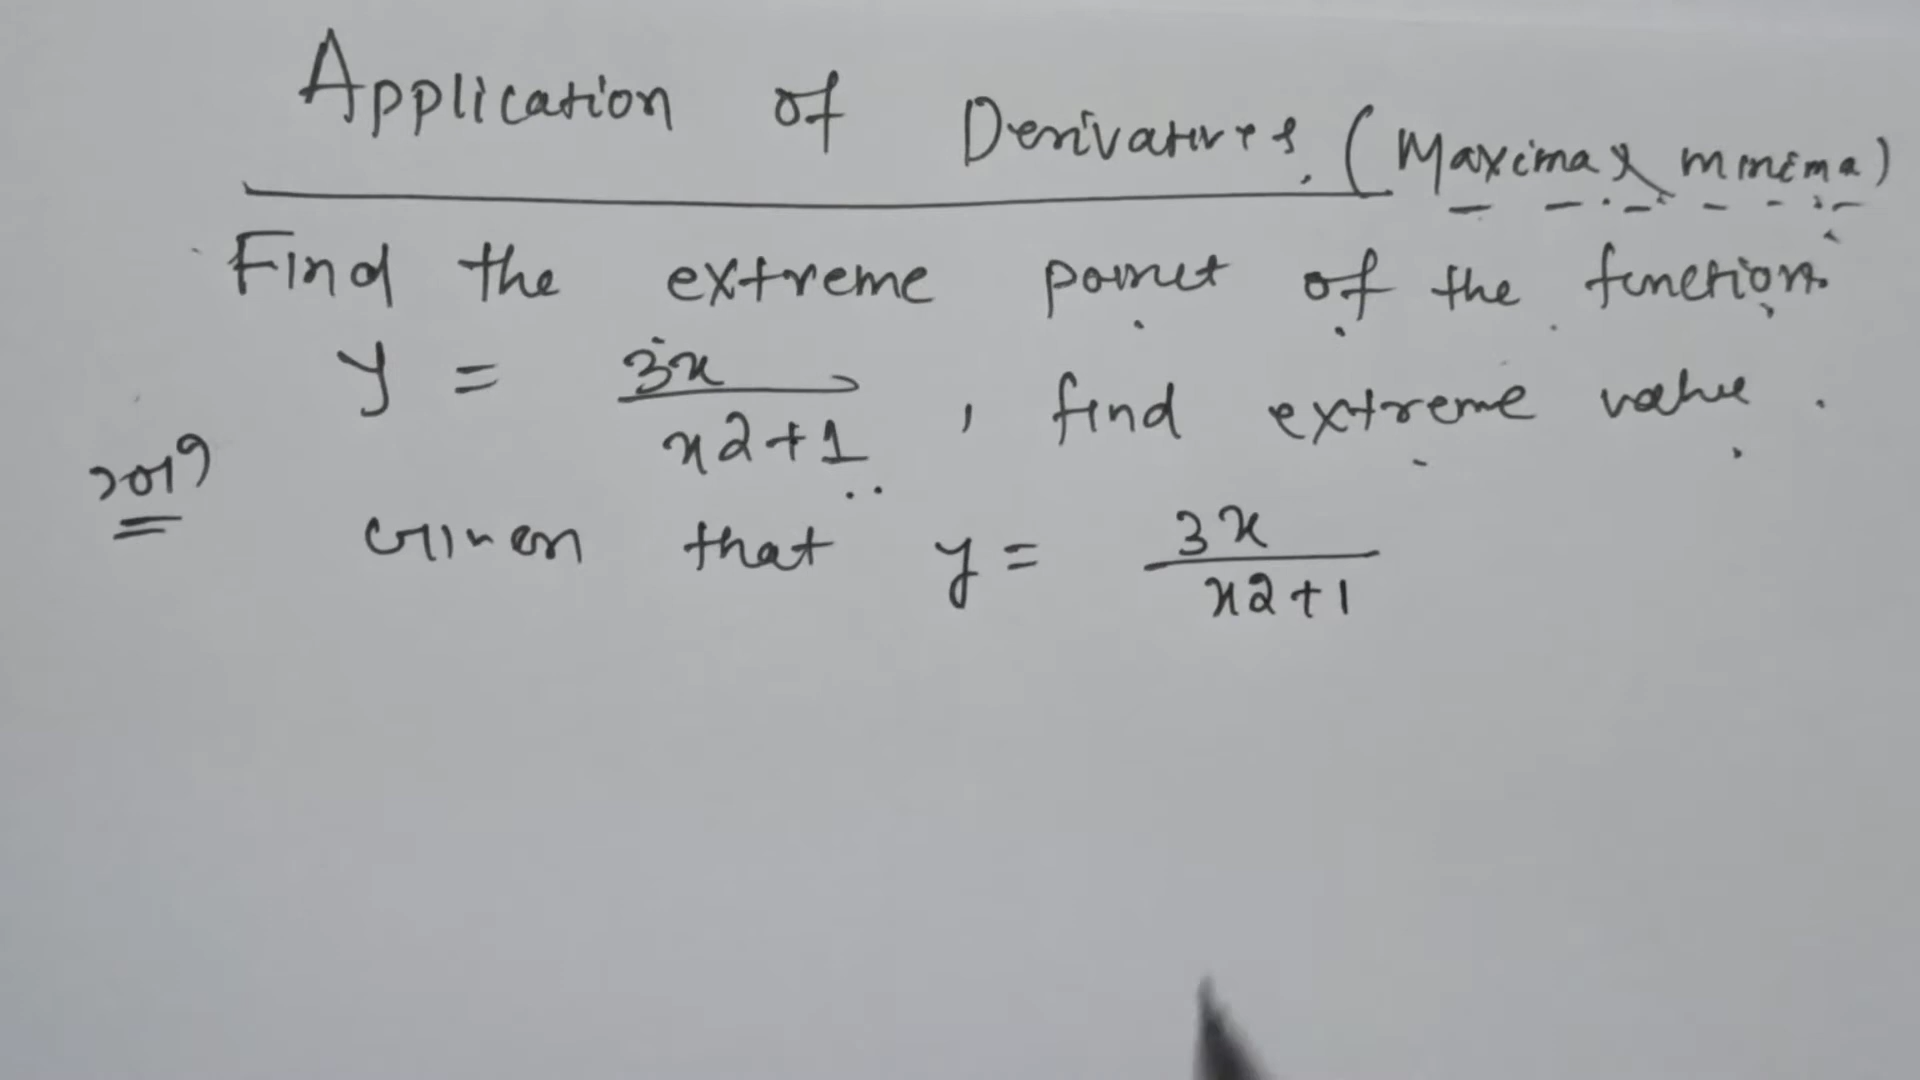 Application of Derivatives. (Maxima & minima)
Find the extreme point of the function
y = 3x / x2+1 , find extreme value .
2019
Given that y = 3x / x2+1